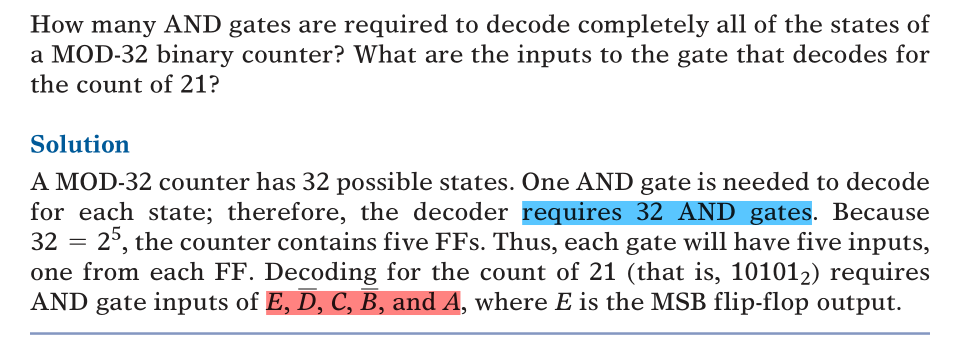 How many AND gates are required to decode completely all of the states of
a MOD-32 binary counter? What are the inputs to the gate that decodes for
the count of 21?
Solution
A MOD-32 counter has 32 possible states. One AND gate is needed to decode
for each state; therefore, the decoder requires 32 AND gates. Because
32 = 2⁵, the counter contains five FFs. Thus, each gate will have five inputs,
one from each FF. Decoding for the count of 21 (that is, 10101₂) requires
AND gate inputs of E, D̅, C, B̅, and A, where E is the MSB flip-flop output.